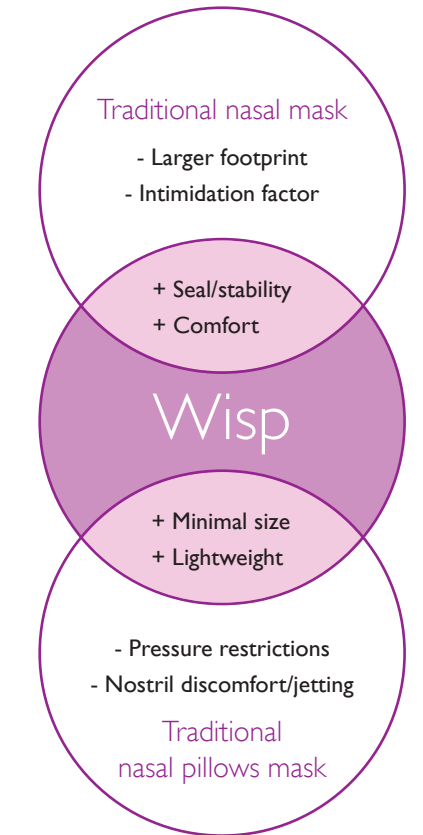 Traditional nasal mask
- Larger footprint
- Intimidation factor
+ Seal/stability
+ Comfort
Wisp
+ Minimal size
+ Lightweight
- Pressure restrictions
- Nostril discomfort/jetting
Traditional
nasal pillows mask